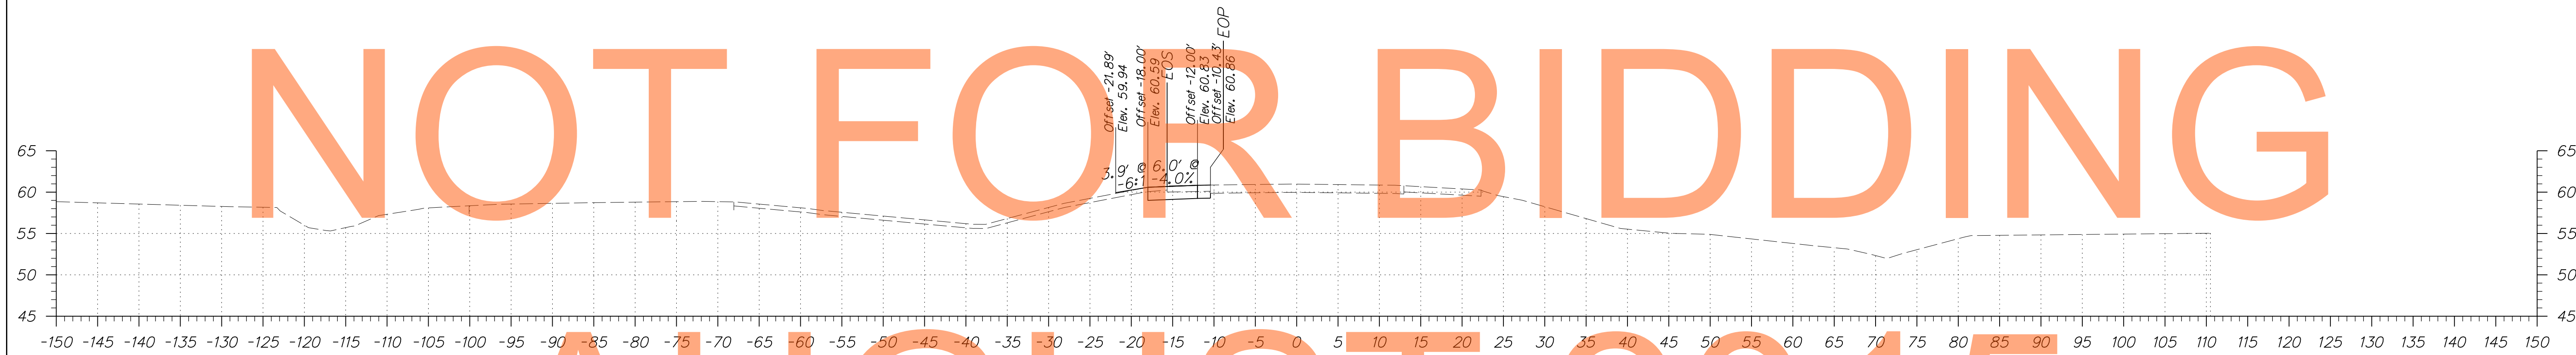 NOT FOR BIDDING
Offset -21.89'
Elev. 59.94
Offset -18.00'
Elev. 60.59
EOS
Offset -12.00'
Elev. 60.83
Offset -10.43'
Elev. 60.86
EOP
3.9' @
-6:1
6.0' @
-4.0%
65
60
55
50
45
65
60
55
50
45
-150 -145 -140 -135 -130 -125 -120 -115 -110 -105 -100 -95 -90 -85 -80 -75 -70 -65 -60 -55 -50 -45 -40 -35 -30 -25 -20 -15 -10 -5 0 5 10 15 20 25 30 35 40 45 50 55 60 65 70 75 80 85 90 95 100 105 110 115 120 125 130 135 140 145 150